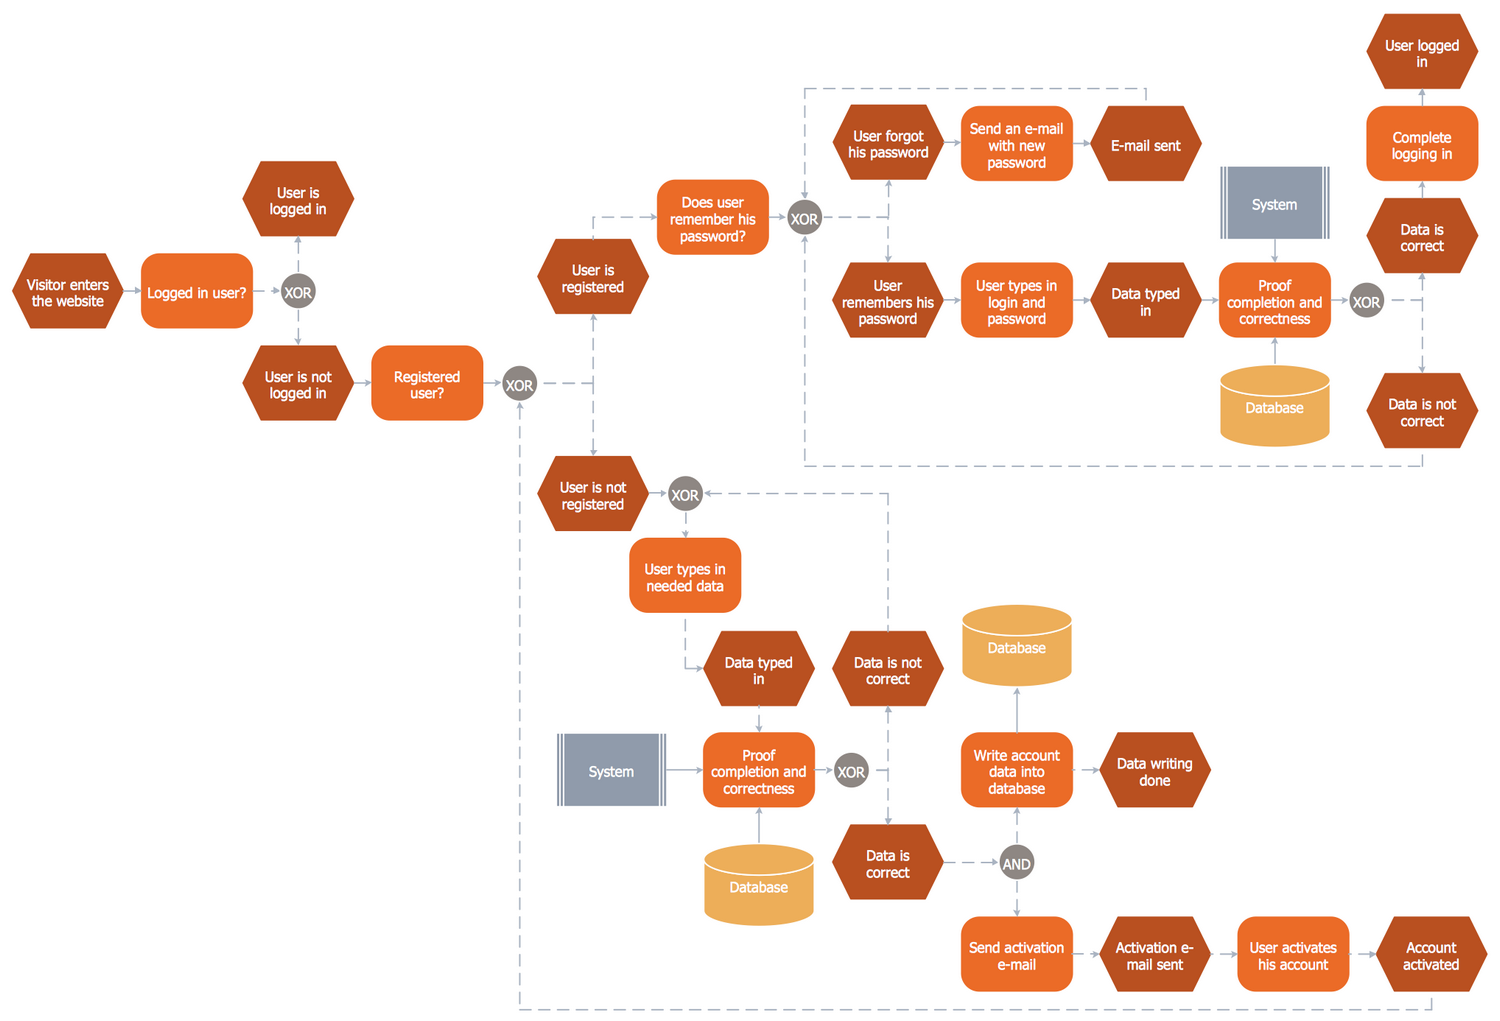 User logged
in
User forgot
his password
Send an e-mail
with new
password
E-mail sent
Complete
logging in
User is
logged in
Does user
remember his
password?
XOR
System
Data is
correct
Visitor enters
the website
Logged in user?
XOR
User is
registered
User
remembers his
password
User types in
login and
password
Data typed
in
Proof
completion and
correctness
XOR
User is not
logged in
Registered
user?
XOR
Database
Data is not
correct
User is not
registered
XOR
User types in
needed data
Data typed
in
Data is not
correct
Database
System
Proof
completion and
correctness
XOR
Write account
data into
database
Data writing
done
Database
Data is
correct
AND
Send activation
e-mail
Activation e-
mail sent
User activates
his account
Account
activated